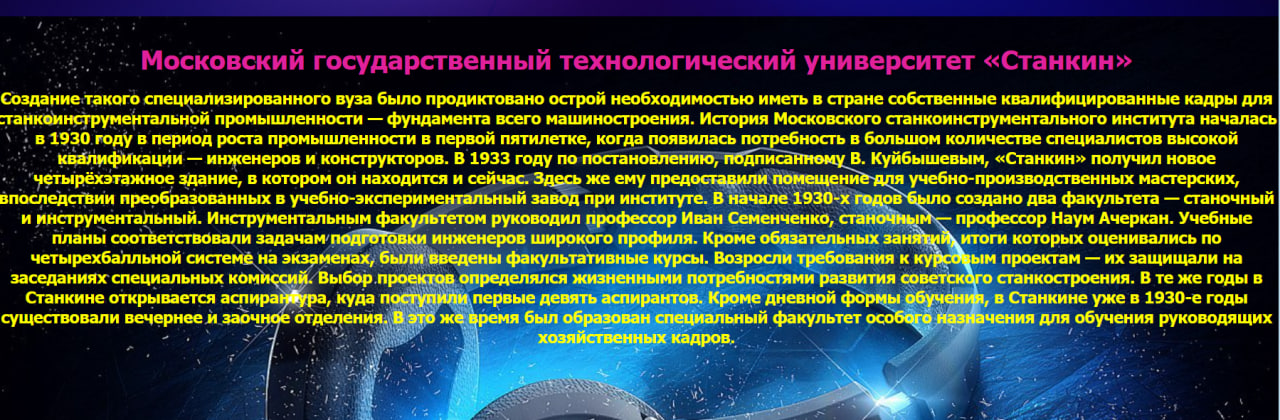 Московский государственный технологический университет «Станкин»
Создание такого специализированного вуза было продиктовано острой необходимостью иметь в стране собственные квалифицированные кадры для
станкоинструментальной промышленности — фундамента всего машиностроения. История Московского станкоинструментального института началась
в 1930 году в период роста промышленности в первой пятилетке, когда появилась потребность в большом количестве специалистов высокой
квалификации — инженеров и конструкторов. В 1933 году по постановлению, подписанному В. Куйбышевым, «Станкин» получил новое
четырёхэтажное здание, в котором он находится и сейчас. Здесь же ему предоставили помещение для учебно-производственных мастерских,
впоследствии преобразованных в учебно-экспериментальный завод при институте. В начале 1930-х годов было создано два факультета — станочный
и инструментальный. Инструментальным факультетом руководил профессор Иван Семенченко, станочным — профессор Наум Ачеркан. Учебные
планы соответствовали задачам подготовки инженеров широкого профиля. Кроме обязательных занятий, итоги которых оценивались по
четырехбалльной системе на экзаменах, были введены факультативные курсы. Возросли требования к курсовым проектам — их защищали на
заседаниях специальных комиссий. Выбор проектов определялся жизненными потребностями развития советского станкостроения. В те же годы в
Станкине открывается аспирантура, куда поступили первые девять аспирантов. Кроме дневной формы обучения, в Станкине уже в 1930-е годы
существовали вечернее и заочное отделения. В это же время был образован специальный факультет особого назначения для обучения руководящих
хозяйственных кадров.